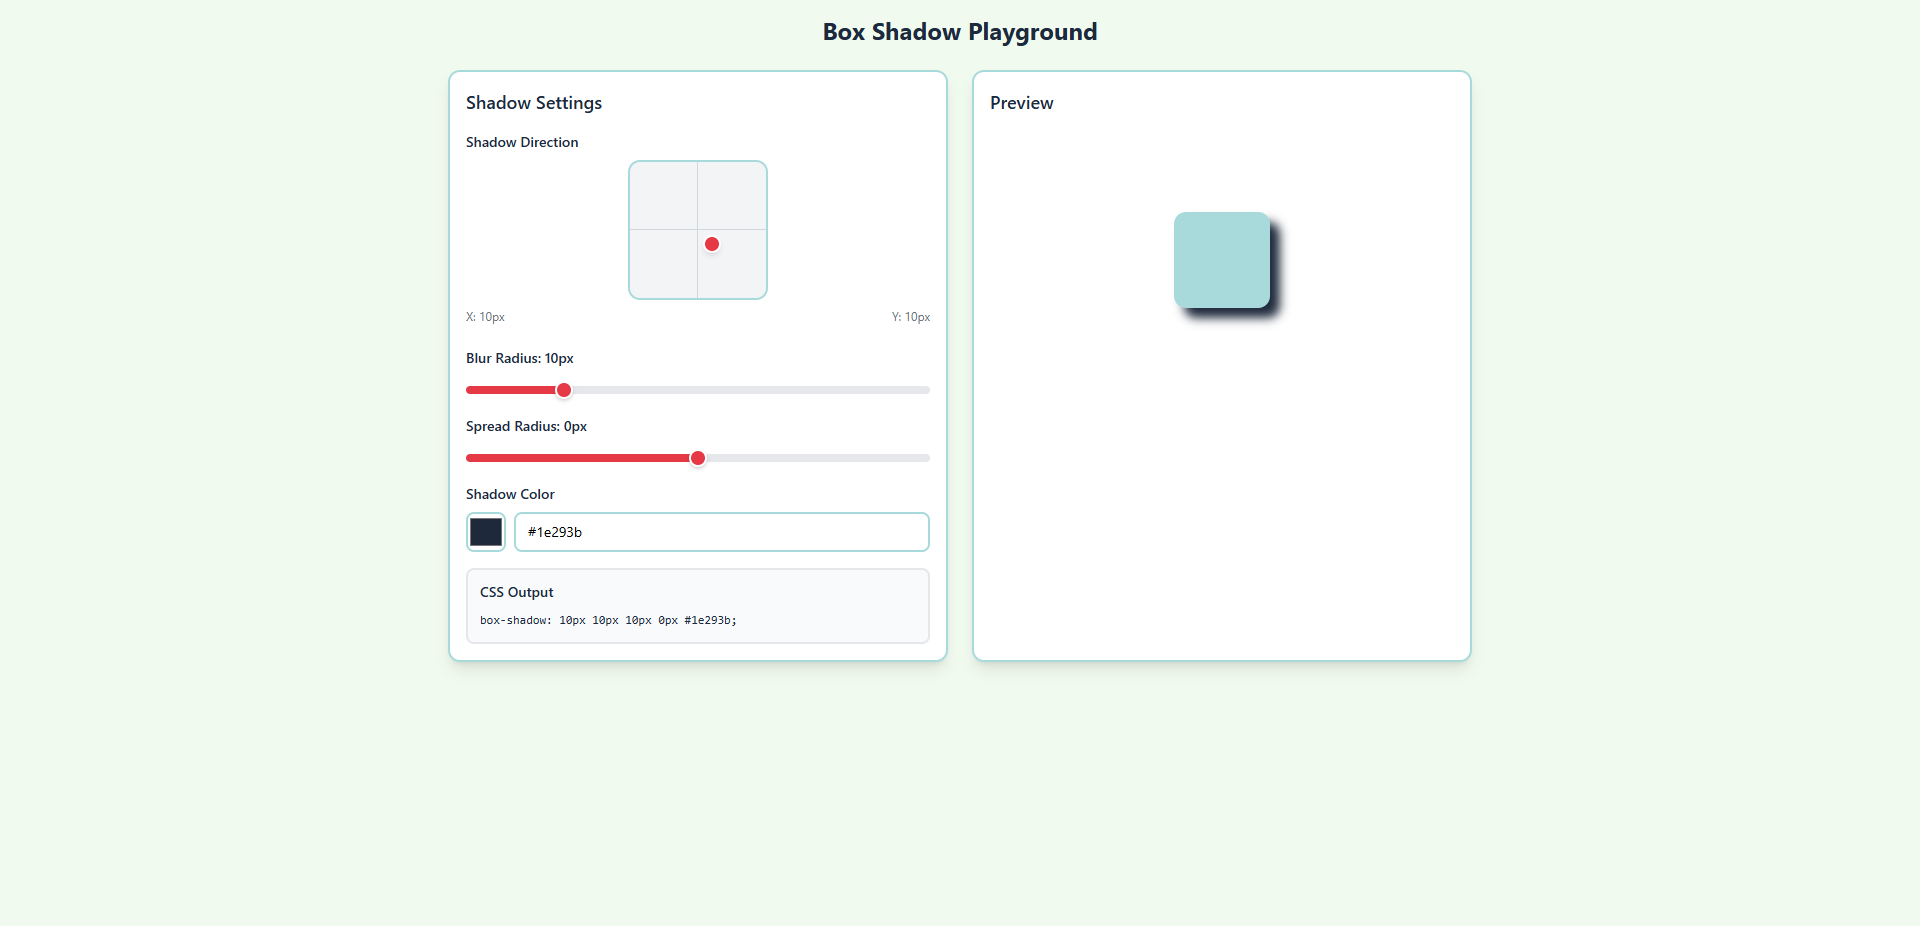 Box Shadow Playground
Shadow Settings
Shadow Direction
X: 10px
Y: 10px
Blur Radius: 10px
Spread Radius: 0px
Shadow Color
#1e293b
CSS Output
box-shadow: 10px 10px 10px 0px #1e293b;
Preview